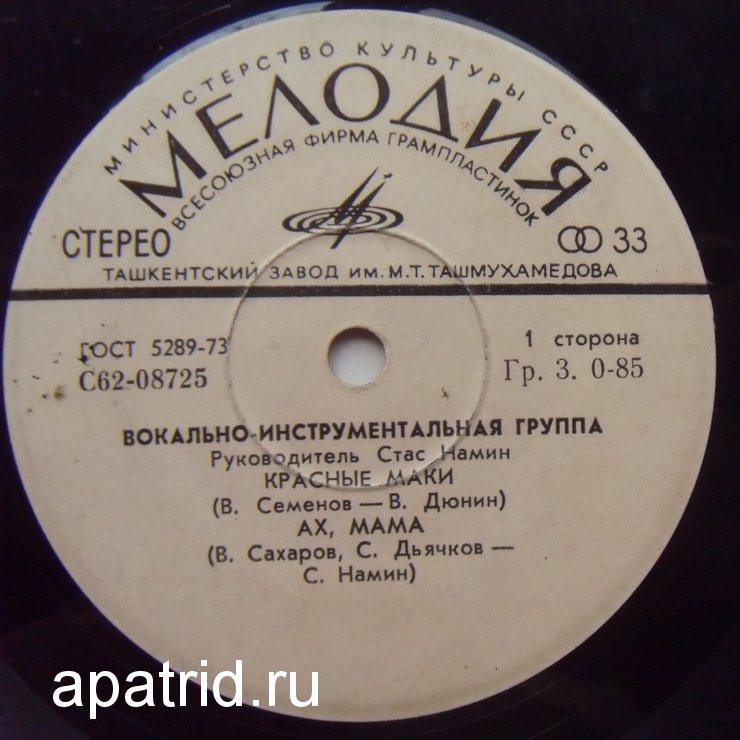 МИНИСТЕРСТВО КУЛЬТУРЫ СССР
МЕЛОДИЯ
ВСЕСОЮЗНАЯ ФИРМА ГРАМПЛАСТИНОК
СТЕРЕО
33
ТАШКЕНТСКИЙ ЗАВОД ИМ. М.Т. ТАШМУХАМЕДОВА
ГОСТ 5289-73
1 сторона
С62-08725
Гр. 3. 0-85
ВОКАЛЬНО-ИНСТРУМЕНТАЛЬНАЯ ГРУППА
Руководитель Стас Намин
КРАСНЫЕ МАКИ
(В. Семенов — В. Дюнин)
АХ, МАМА
(В. Сахаров, С. Дьячков —
С. Намин)
apatrid.ru